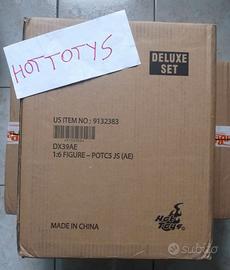 HOTTOTYS
DELUXE
SET
US ITEM NO : 9132383
DX39AE
1:6 FIGURE – POTC5 JS (AE)
MADE IN CHINA
Hot
Toys
subito